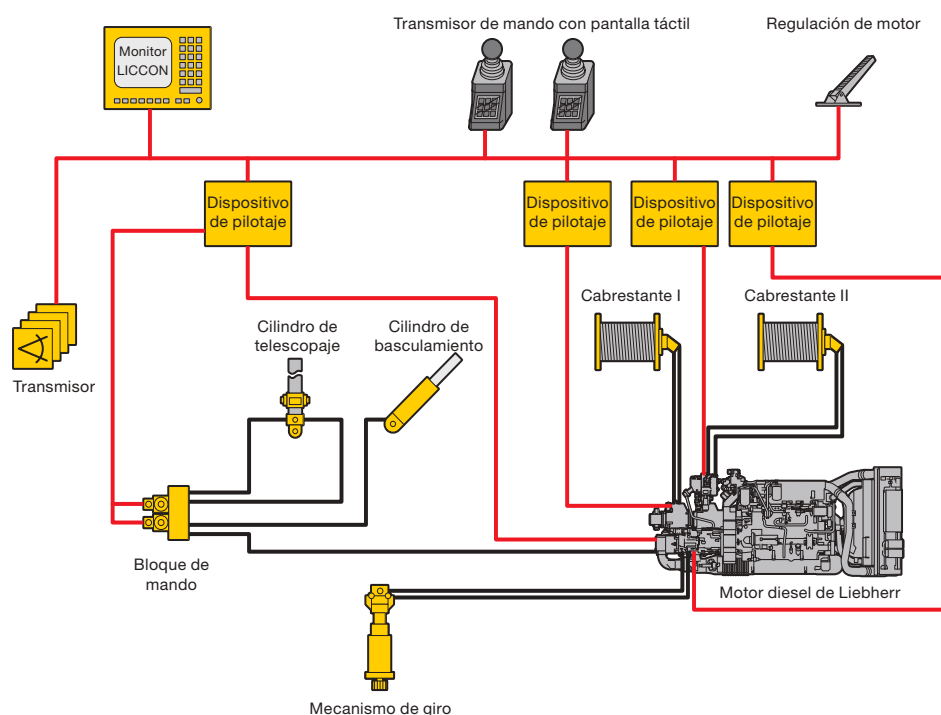 Transmisor de mando con pantalla táctil
Regulación de motor
Monitor
LICCON
Dispositivo
de pilotaje
Dispositivo
de pilotaje
Dispositivo
de pilotaje
Dispositivo
de pilotaje
Cabrestante I
Cabrestante II
Cilindro de
telescopaje
Cilindro de
basculamiento
Transmisor
Bloque de
mando
Motor diesel de Liebherr
Mecanismo de giro